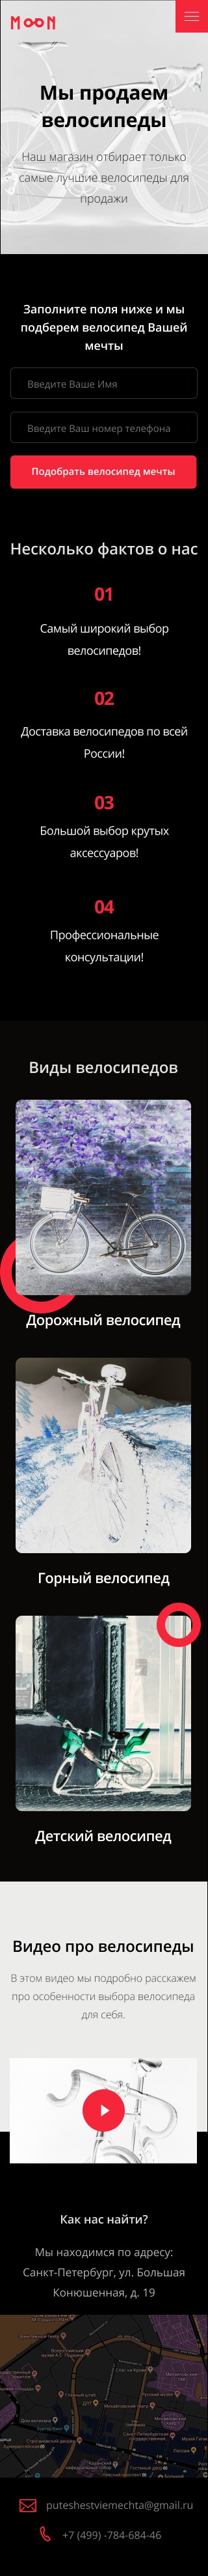 MOON
Мы продаем
велосипеды
Наш магазин отбирает только
самые лучшие велосипеды для
продажи
Заполните поля ниже и мы
подберем велосипед Вашей
мечты
Введите Ваше Имя
Введите Ваш номер телефона
Подобрать велосипед мечты
Несколько фактов о нас
01
Самый широкий выбор
велосипедов!
02
Доставка велосипедов по всей
России!
03
Большой выбор крутых
аксессуаров!
04
Профессиональные
консультации!
Виды велосипедов
Дорожный велосипед
Горный велосипед
Детский велосипед
Видео про велосипеды
В этом видео мы подробно расскажем
про особенности выбора велосипеда
для себя.
Как нас найти?
Мы находимся по адресу:
Санкт-Петербург, ул. Большая
Конюшенная, д. 19
puteshestviemechta@gmail.ru
+7 (499) -784-684-46